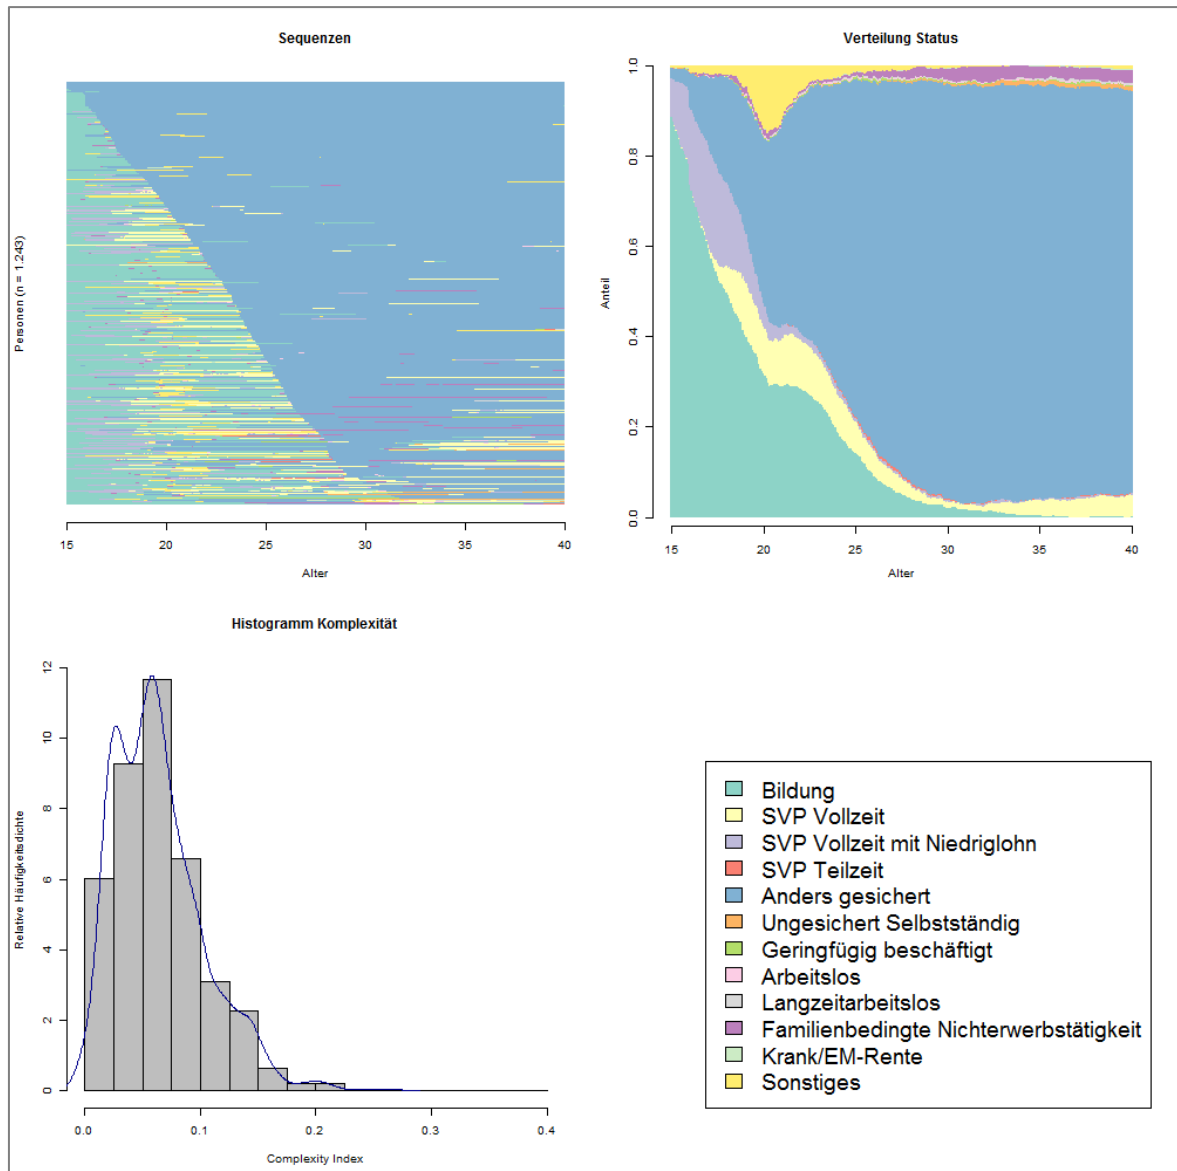 Sequenzen
Personen (n = 1.243)
15 20 25 30 35 40
Alter
Verteilung Status
Anteil
1.0
0.8
0.6
0.4
0.2
0.0
15 20 25 30 35 40
Alter
Histogramm Komplexität
Relative Häufigkeitsdichte
12
10
8
6
4
2
0
0.0 0.1 0.2 0.3 0.4
Complexity Index
Bildung
SVP Vollzeit
SVP Vollzeit mit Niedriglohn
SVP Teilzeit
Anders gesichert
Ungesichert Selbstständig
Geringfügig beschäftigt
Arbeitslos
Langzeitarbeitslos
Familienbedingte Nichterwerbstätigkeit
Krank/EM-Rente
Sonstiges